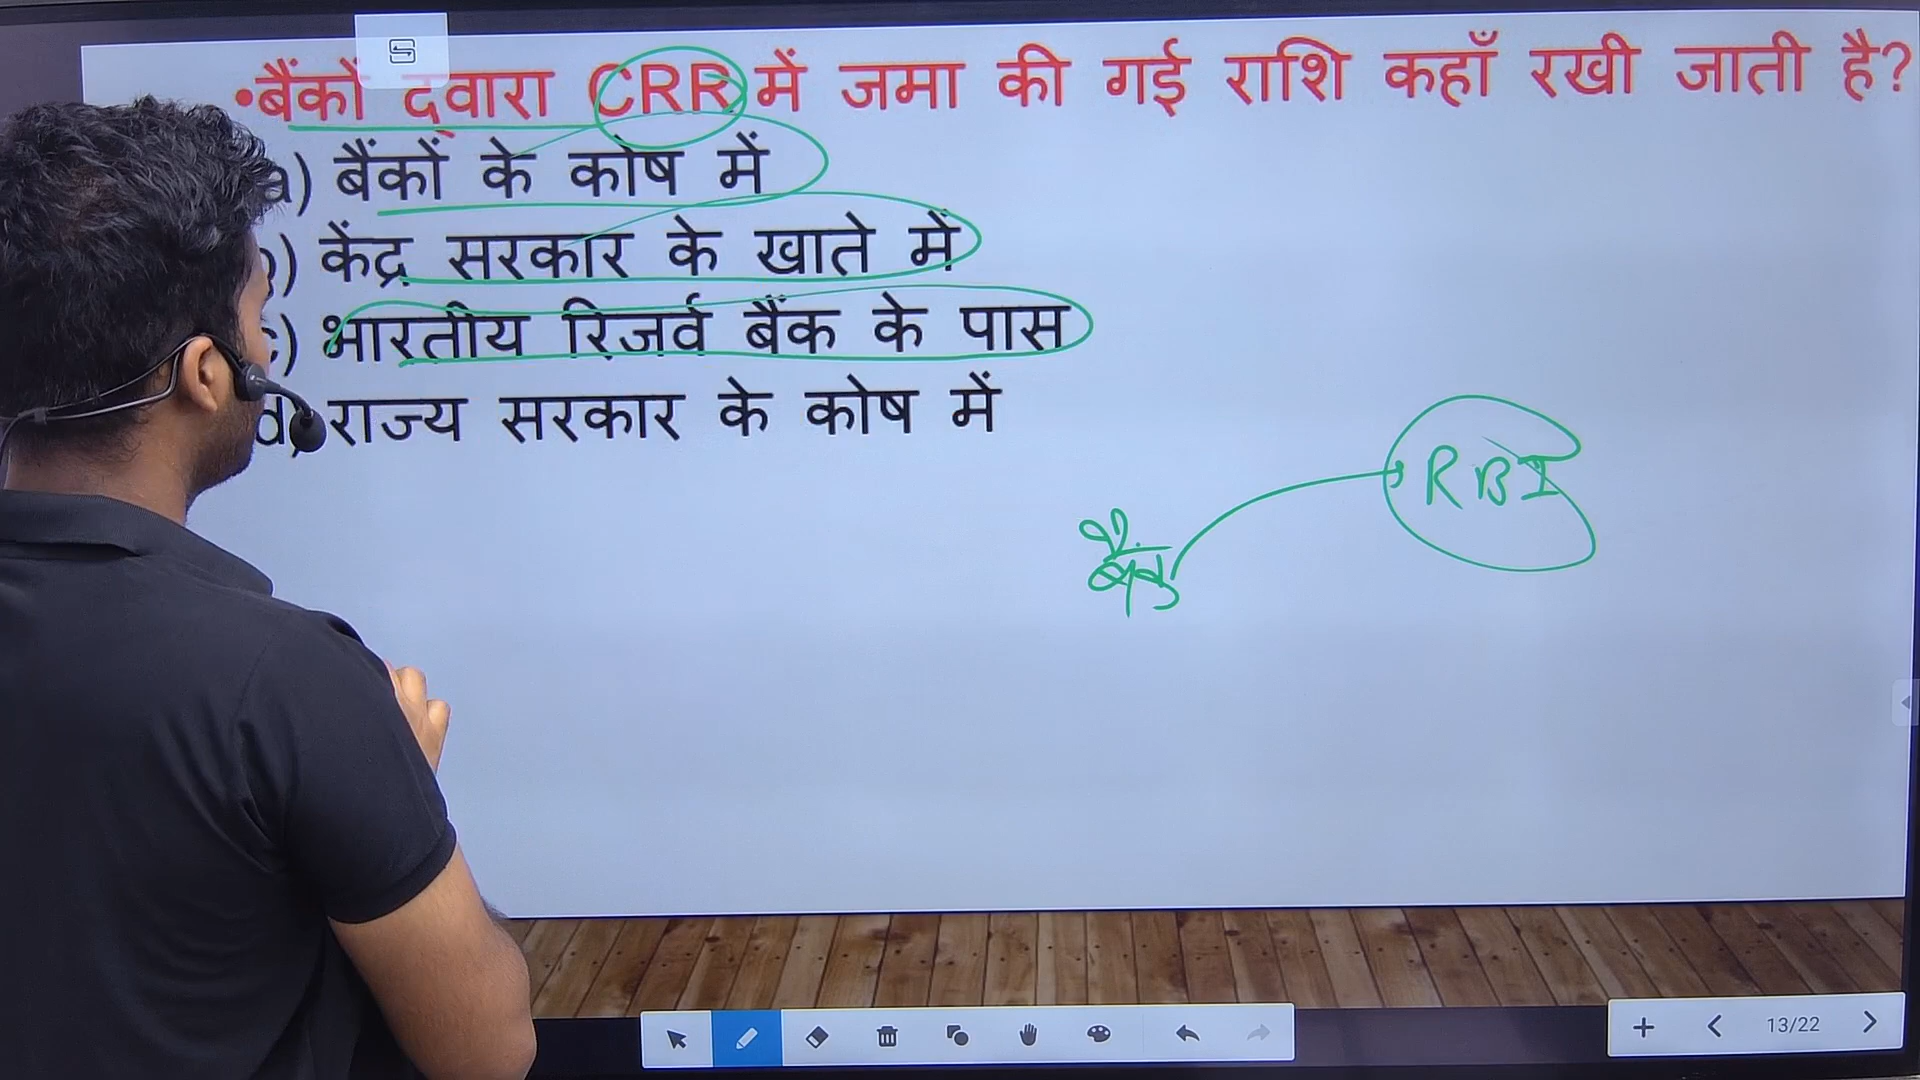 •बैंकों द्वारा CRR में जमा की गई राशि कहाँ रखी जाती है?
a) बैंकों के कोष में
) केंद्र सरकार के खाते में
c) भारतीय रिजर्व बैंक के पास
d) राज्य सरकार के कोष में
RBI
बैंक
13/22